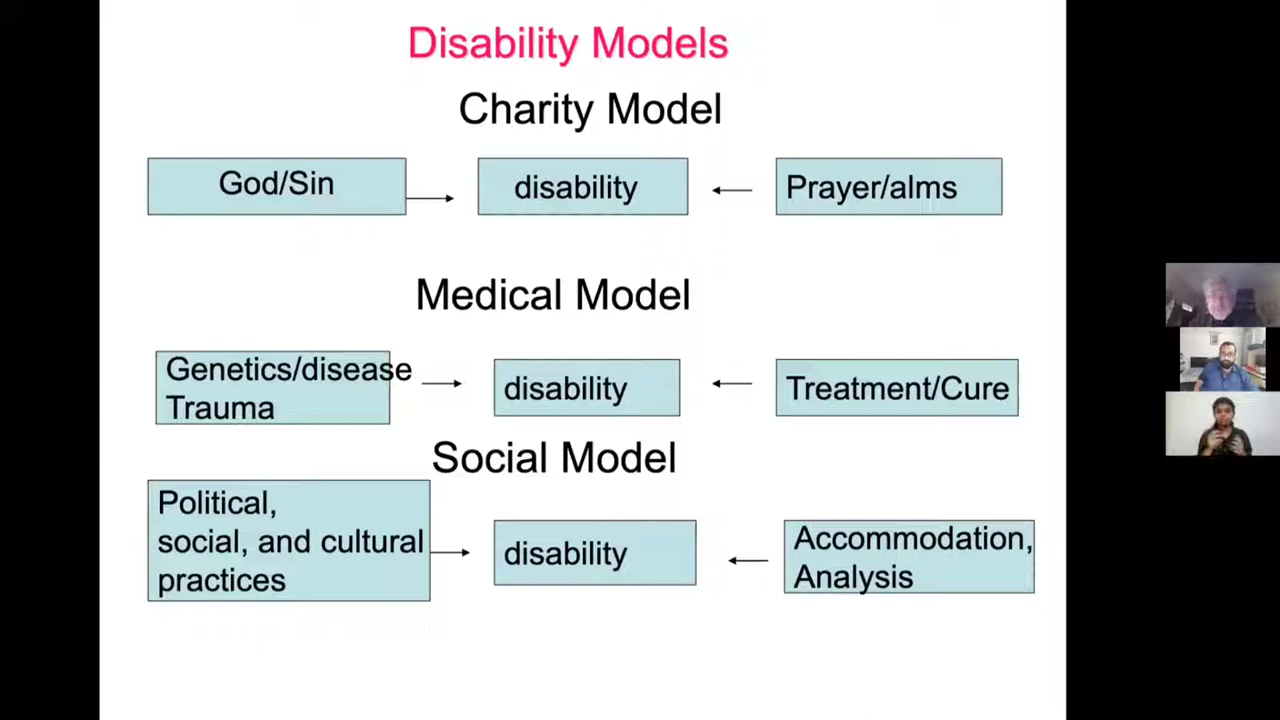 Disability Models
Charity Model
God/Sin
disability
Prayer/alms
Medical Model
Genetics/disease
Trauma
disability
Treatment/Cure
Social Model
Political,
social, and cultural
practices
disability
Accommodation,
Analysis